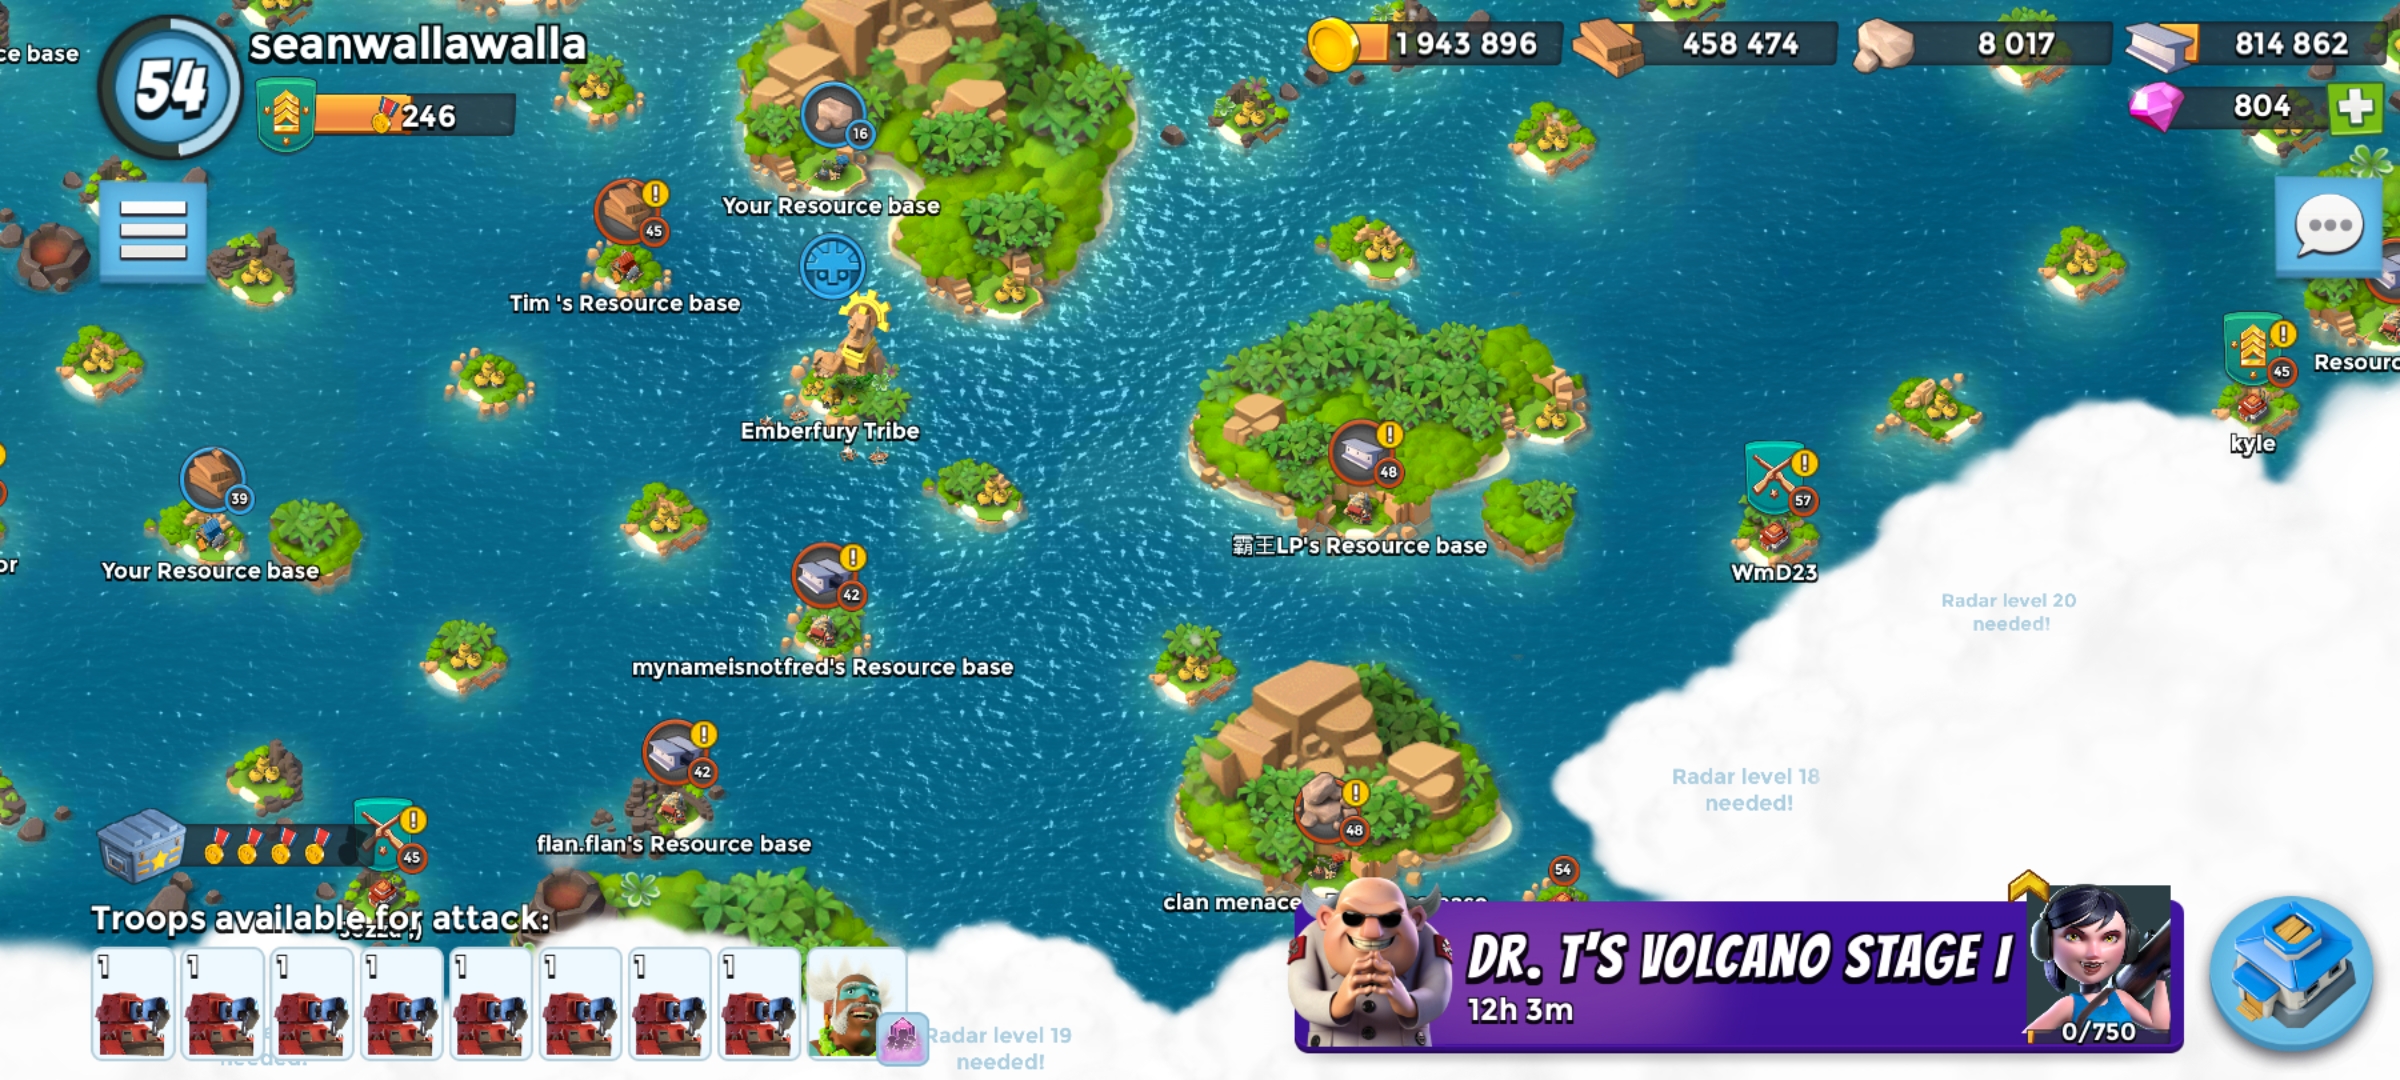 ce base
54
seanwallawalla
246
1 943 896
458 474
8 017
814 862
804
16
Your Resource base
45
Tim 's Resource base
Emberfury Tribe
45
Resourc
kyle
48
霸王LP's Resource base
57
WmD23
39
Your Resource base
or
42
mynameisnotfred's Resource base
Radar level 20
needed!
Radar level 18
needed!
42
flan.flan's Resource base
45
48
clan menace
54
Troops available for attack:
1
1
1
1
1
1
1
1
needed!
Radar level 19
needed!
DR. T'S VOLCANO STAGE I
12h 3m
0/750